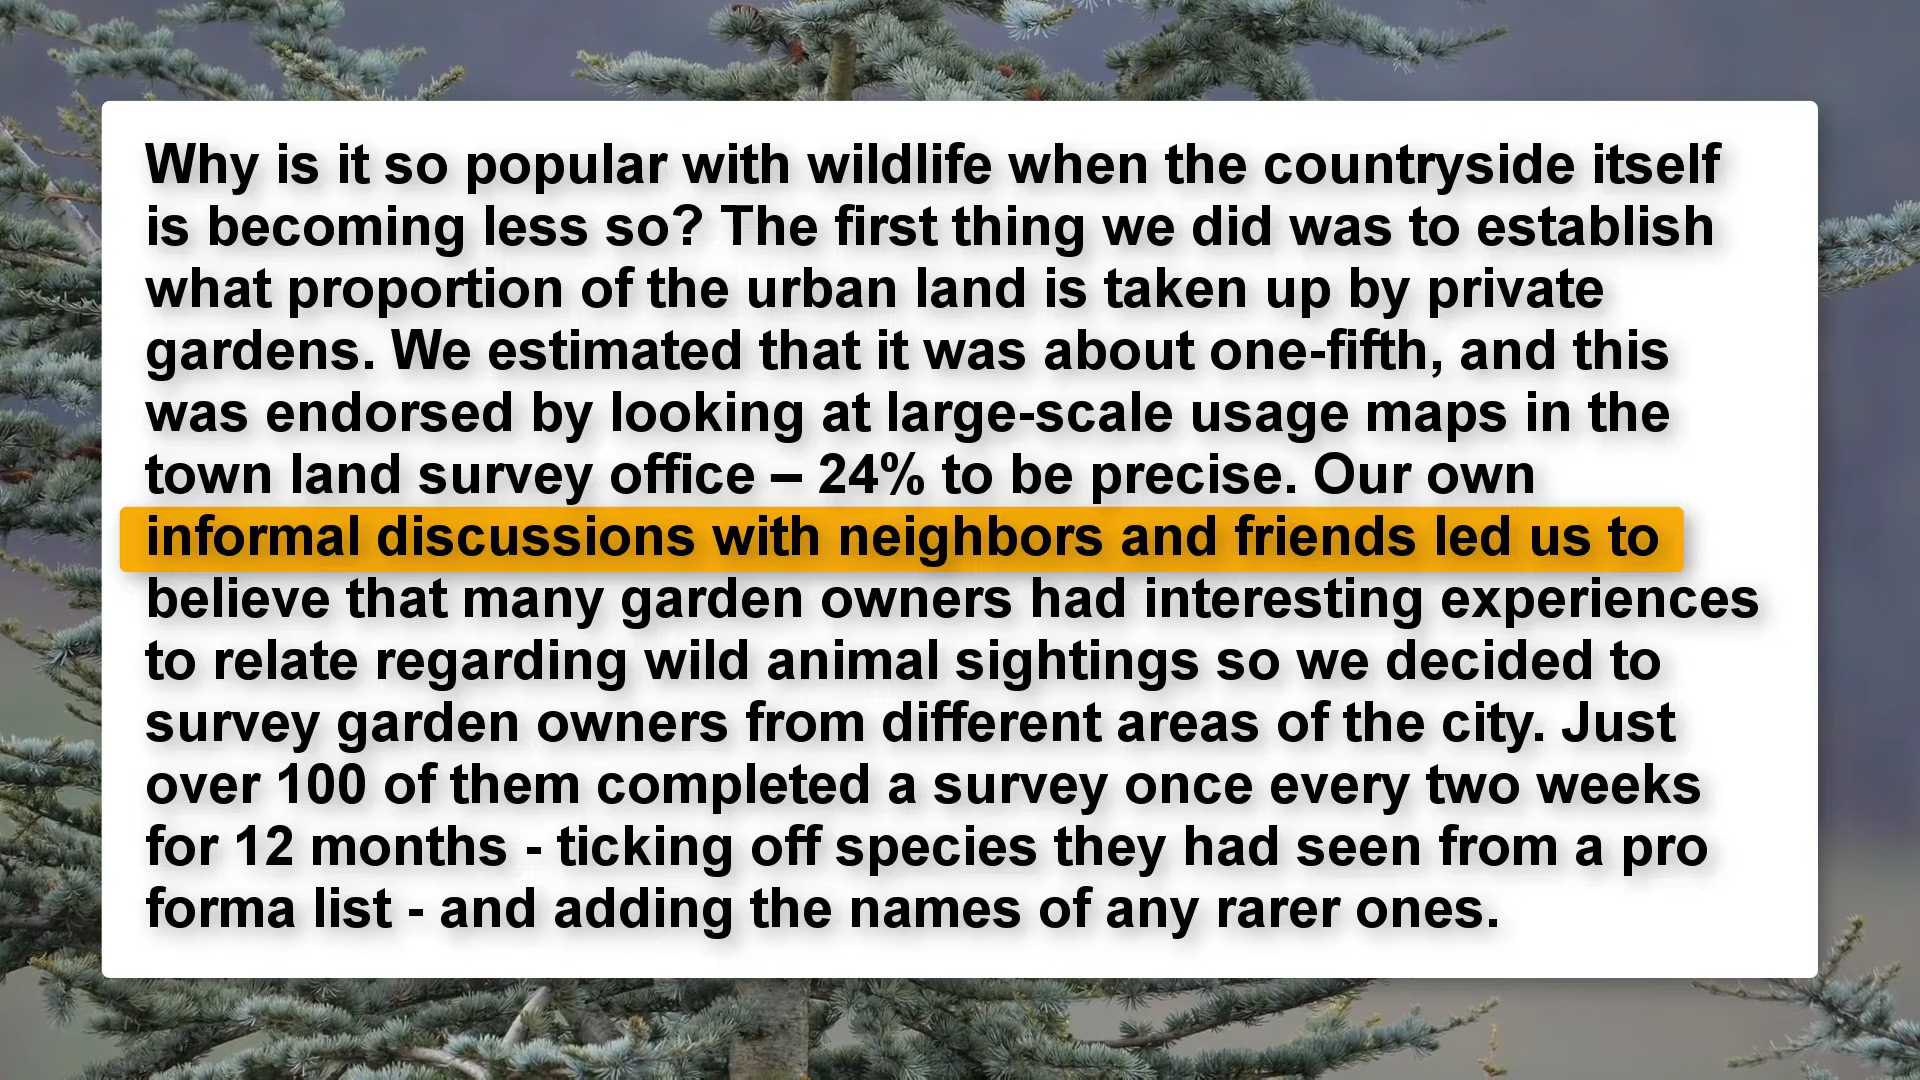 Why is it so popular with wildlife when the countryside itself
is becoming less so? The first thing we did was to establish
what proportion of the urban land is taken up by private
gardens. We estimated that it was about one-fifth, and this
was endorsed by looking at large-scale usage maps in the
town land survey office – 24% to be precise. Our own
informal discussions with neighbors and friends led us to
believe that many garden owners had interesting experiences
to relate regarding wild animal sightings so we decided to
survey garden owners from different areas of the city. Just
over 100 of them completed a survey once every two weeks
for 12 months - ticking off species they had seen from a pro
forma list - and adding the names of any rarer ones.